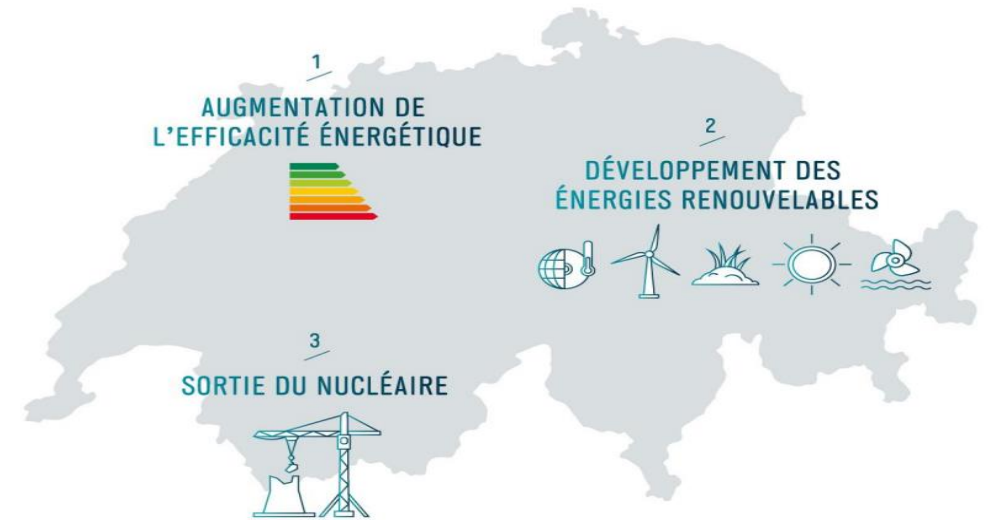 1
AUGMENTATION DE
L'EFFICACITÉ ÉNERGÉTIQUE
2
DÉVELOPPEMENT DES
ÉNERGIES RENOUVELABLES
3
SORTIE DU NUCLÉAIRE